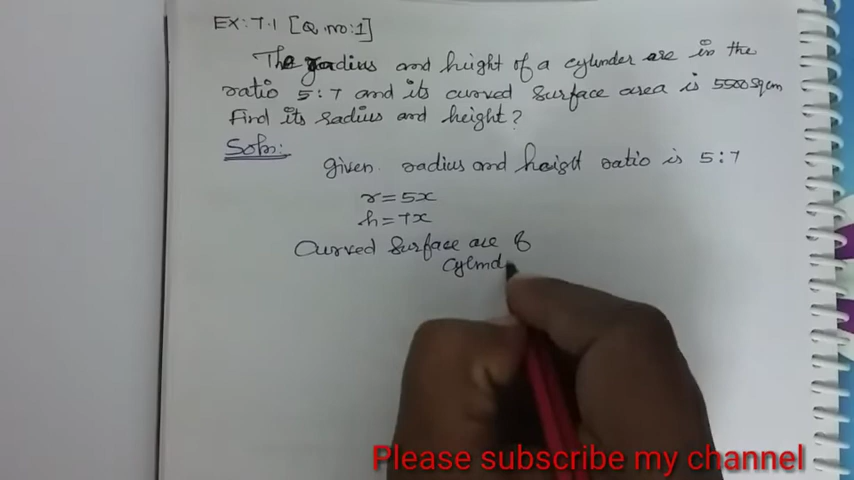 EX: 7.1 [Q.no:1]
The radius and height of a cylinder are in the
ratio 5:7 and its curved surface area is 5500 sq cm
Find its radius and height?
Soln:
given radius and height ratio is 5:7
r = 5x
h = 7x
Curved surface are of
Cylind
Please subscribe my channel